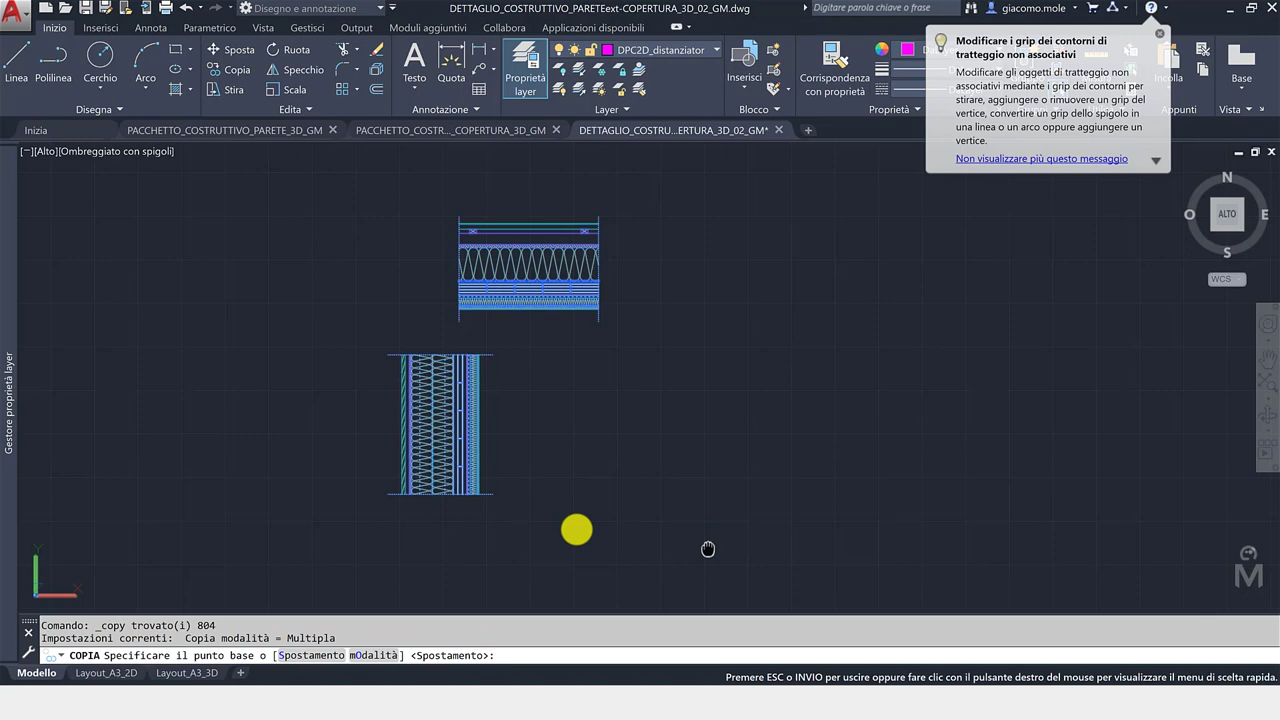 Disegno e annotazione
DETTAGLIO_COSTRUTTIVO_PARETEext-COPERTURA_3D_02_GM.dwg
Digitare parola chiave o frase
giacomo.mole
Inizio
Inserisci
Annota
Parametrico
Vista
Gestisci
Output
Moduli aggiuntivi
Collabora
Applicazioni disponibili
Linea
Polilinea
Cerchio
Arco
Sposta
Copia
Stira
Ruota
Specchio
Scala
Testo
Quota
Proprietà
layer
DPC2D_distanziator
Inserisci
Corrispondenza
con proprietà
Incolla
Base
Disegna
Edita
Annotazione
Layer
Blocco
Proprietà
Appunti
Vista
Modificare i grip dei contorni di
tratteggio non associativi
Modificare gli oggetti di tratteggio non
associativi mediante i grip dei contorni per
stirare, aggiungere o rimuovere un grip del
vertice, convertire un grip dello spigolo in
una linea o un arco oppure aggiungere un
vertice.
Non visualizzare più questo messaggio
Inizia
PACCHETTO_COSTRUTTIVO_PARETE_3D_GM
PACCHETTO_COSTR..._COPERTURA_3D_GM
DETTAGLIO_COSTRU...ERTURA_3D_02_GM*
[−][Alto][Ombreggiato con spigoli]
N
O
ALTO
E
S
WCS
Gestore proprietà layer
Y
X
M
Comando: _copy trovato(i) 804
Impostazioni correnti:  Copia modalità = Multipla
COPIA Specificare il punto base o [Spostamento mOdalità] <Spostamento>:
Modello
Layout_A3_2D
Layout_A3_3D
Premere ESC o INVIO per uscire oppure fare clic con il pulsante destro del mouse per visualizzare il menu di scelta rapida.